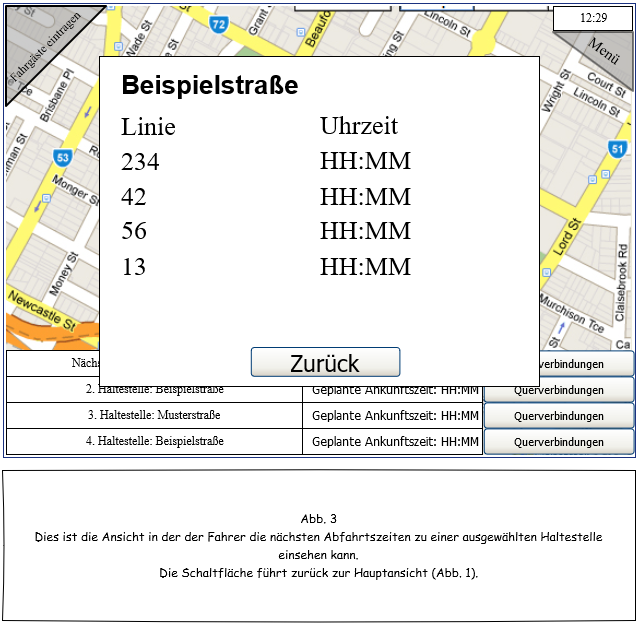 Fahrgäste eintragen
12:29
Menü
72
53
51
Grant St
Lincoln St
Wade St
Court St
Lincoln St
Wright St
Brisbane Pl
Monger St
Money St
Newcastle St
Lord St
Claisebrook Rd
Murchison Tce
Beispielstraße
Linie Uhrzeit
234 HH:MM
42 HH:MM
56 HH:MM
13 HH:MM
Zurück
2. Haltestelle: Beispielstraße Geplante Ankunftszeit: HH:MM Querverbindungen
3. Haltestelle: Musterstraße Geplante Ankunftszeit: HH:MM Querverbindungen
4. Haltestelle: Beispielstraße Geplante Ankunftszeit: HH:MM Querverbindungen
Abb. 3
Dies ist die Ansicht in der der Fahrer die nächsten Abfahrtszeiten zu einer ausgewählten Haltestelle
einsehen kann.
Die Schaltfläche führt zurück zur Hauptansicht (Abb. 1).